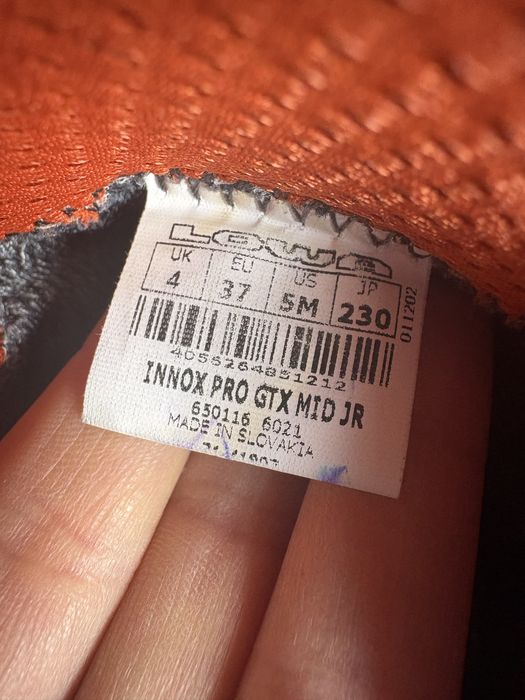 LOWA
UK EU US JP
4 37 5M 230
011202
4056264851212
INNOX PRO GTX MID JR
650116 6021
MADE IN SLOVAKIA